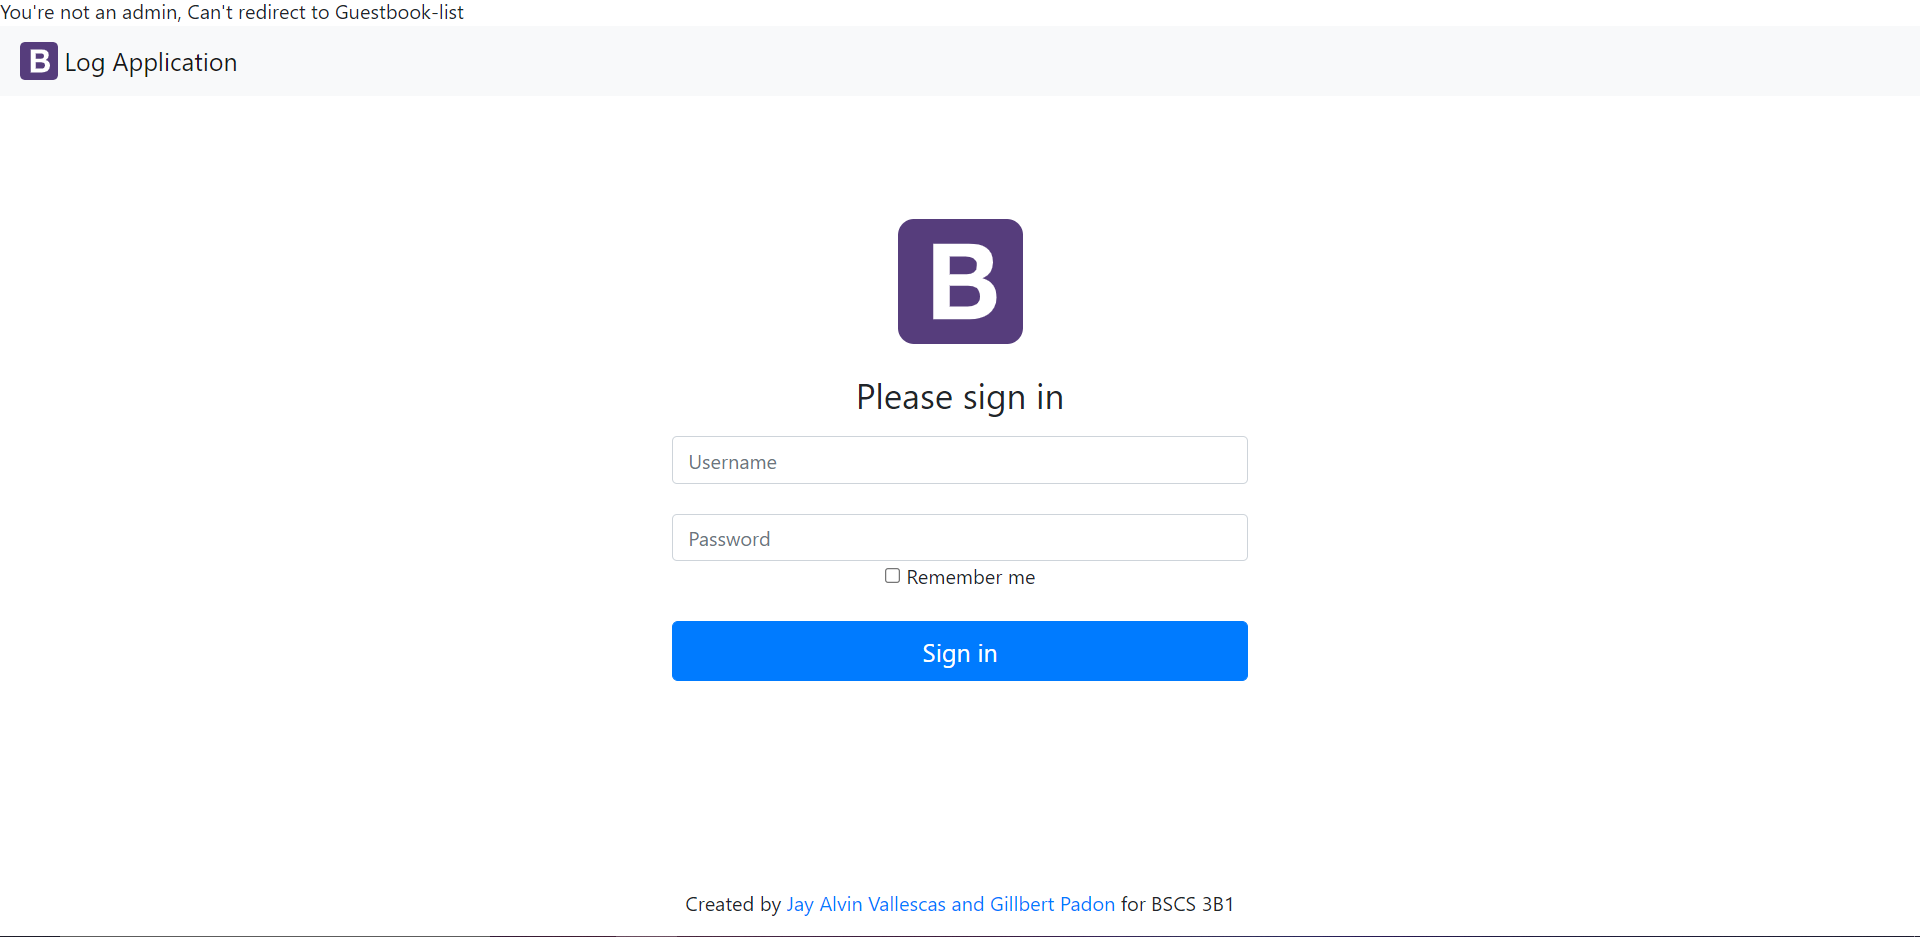 You're not an admin, Can't redirect to Guestbook-list
B Log Application
B
Please sign in
Username
Password
Remember me
Sign in
Created by Jay Alvin Vallescas and Gillbert Padon for BSCS 3B1